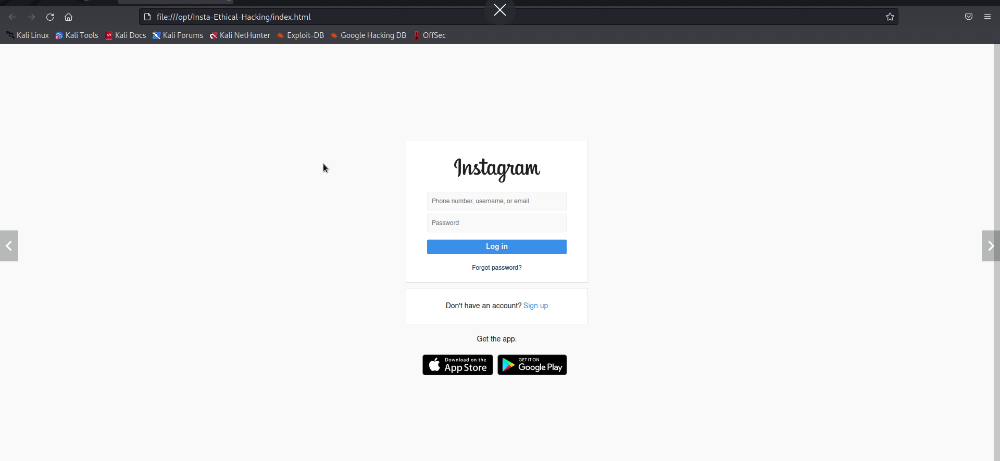 file:///opt/Insta-Ethical-Hacking/index.html
Kali Linux Kali Tools Kali Docs Kali Forums Kali NetHunter Exploit-DB Google Hacking DB OffSec
Instagram
Phone number, username, or email
Password
Log in
Forgot password?
Don't have an account? Sign up
Get the app.
Download on the App Store
GET IT ON Google Play